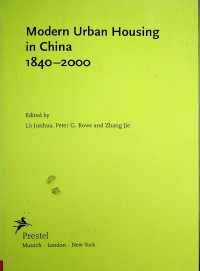 Modern Urban Housing
in China
1840–2000
Edited by
Lü Junhua, Peter G. Rowe and Zhang Jie
Prestel
Munich · London · New York